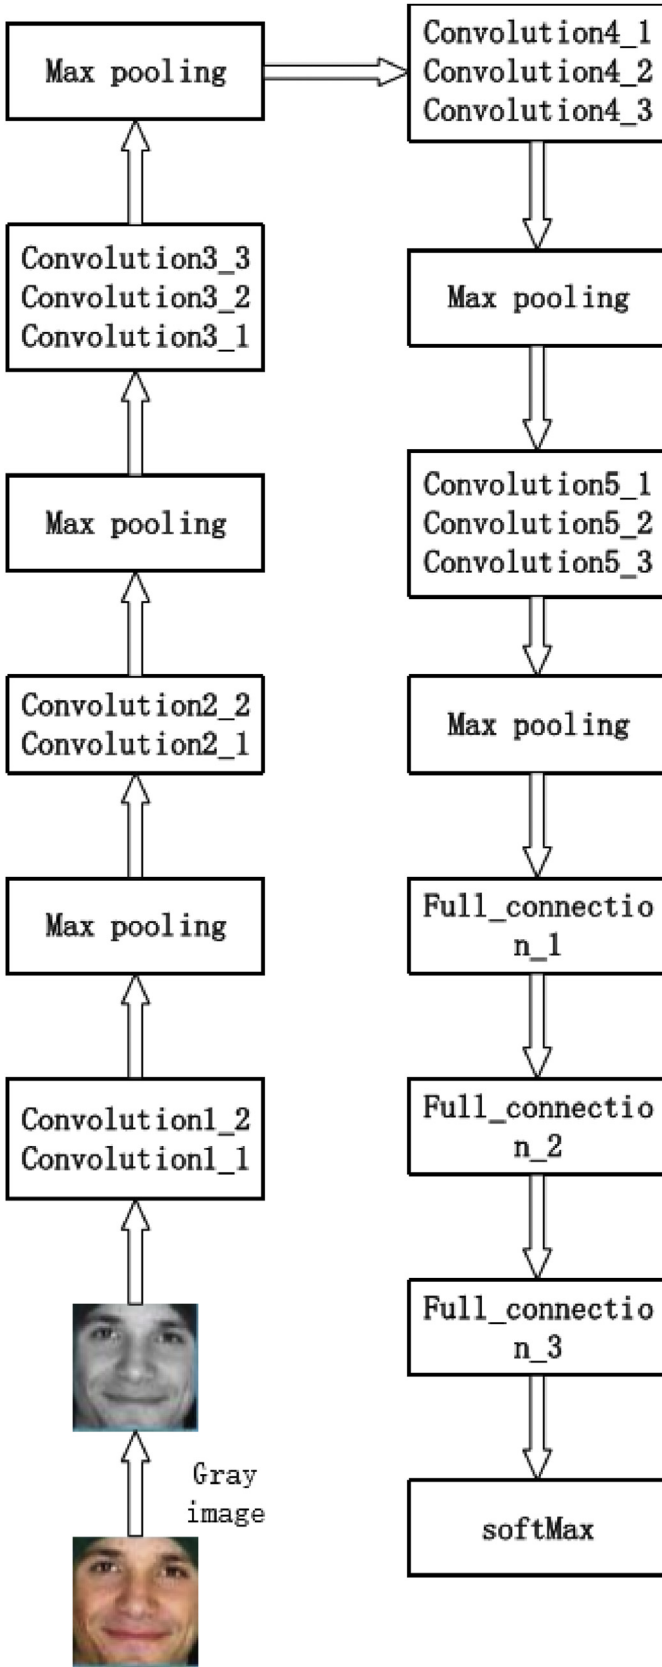 Max pooling
Convolution3_3
Convolution3_2
Convolution3_1
Max pooling
Convolution2_2
Convolution2_1
Max pooling
Convolution1_2
Convolution1_1
Gray
image
Convolution4_1
Convolution4_2
Convolution4_3
Max pooling
Convolution5_1
Convolution5_2
Convolution5_3
Max pooling
Full_connectio
n_1
Full_connectio
n_2
Full_connectio
n_3
softMax